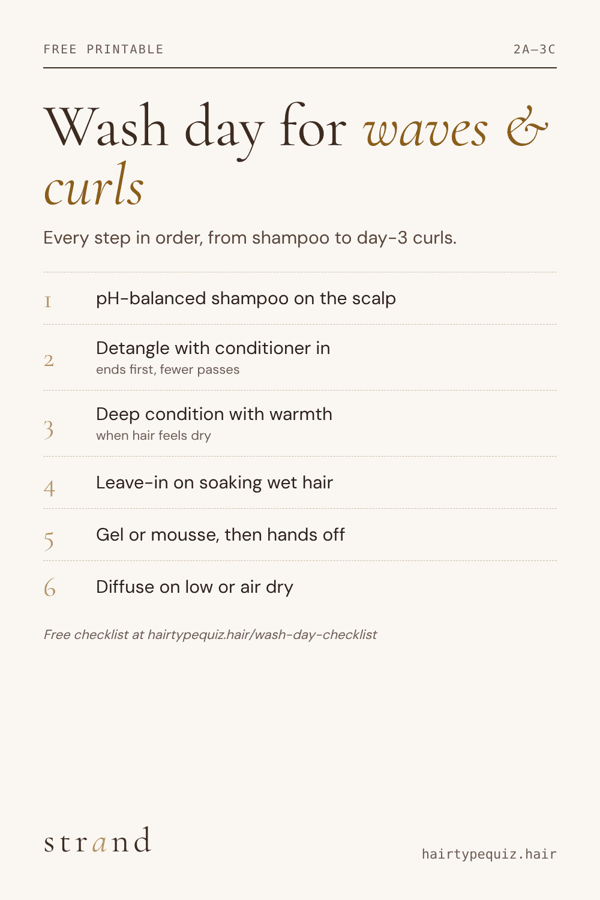 FREE PRINTABLE
2A–3C
Wash day for waves &
curls
Every step in order, from shampoo to day-3 curls.
1 pH-balanced shampoo on the scalp
2 Detangle with conditioner in
ends first, fewer passes
3 Deep condition with warmth
when hair feels dry
4 Leave-in on soaking wet hair
5 Gel or mousse, then hands off
6 Diffuse on low or air dry
Free checklist at hairtypequiz.hair/wash-day-checklist
strand
hairtypequiz.hair